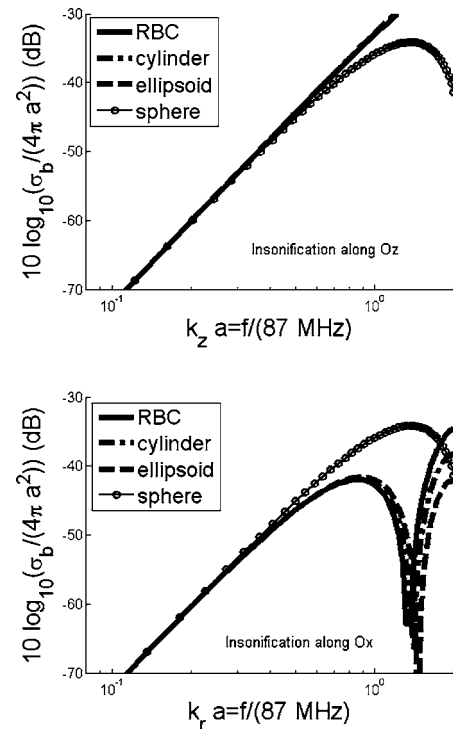 -30
-40
-50
-60
-70
10 log10(σb/(4π a²)) (dB)
RBC
cylinder
ellipsoid
sphere
Insonification along Oz
10⁻¹
10⁰
kz a=f/(87 MHz)
-30
-40
-50
-60
-70
10 log10(σb/(4π a²)) (dB)
RBC
cylinder
ellipsoid
sphere
Insonification along Ox
10⁻¹
10⁰
kr a=f/(87 MHz)